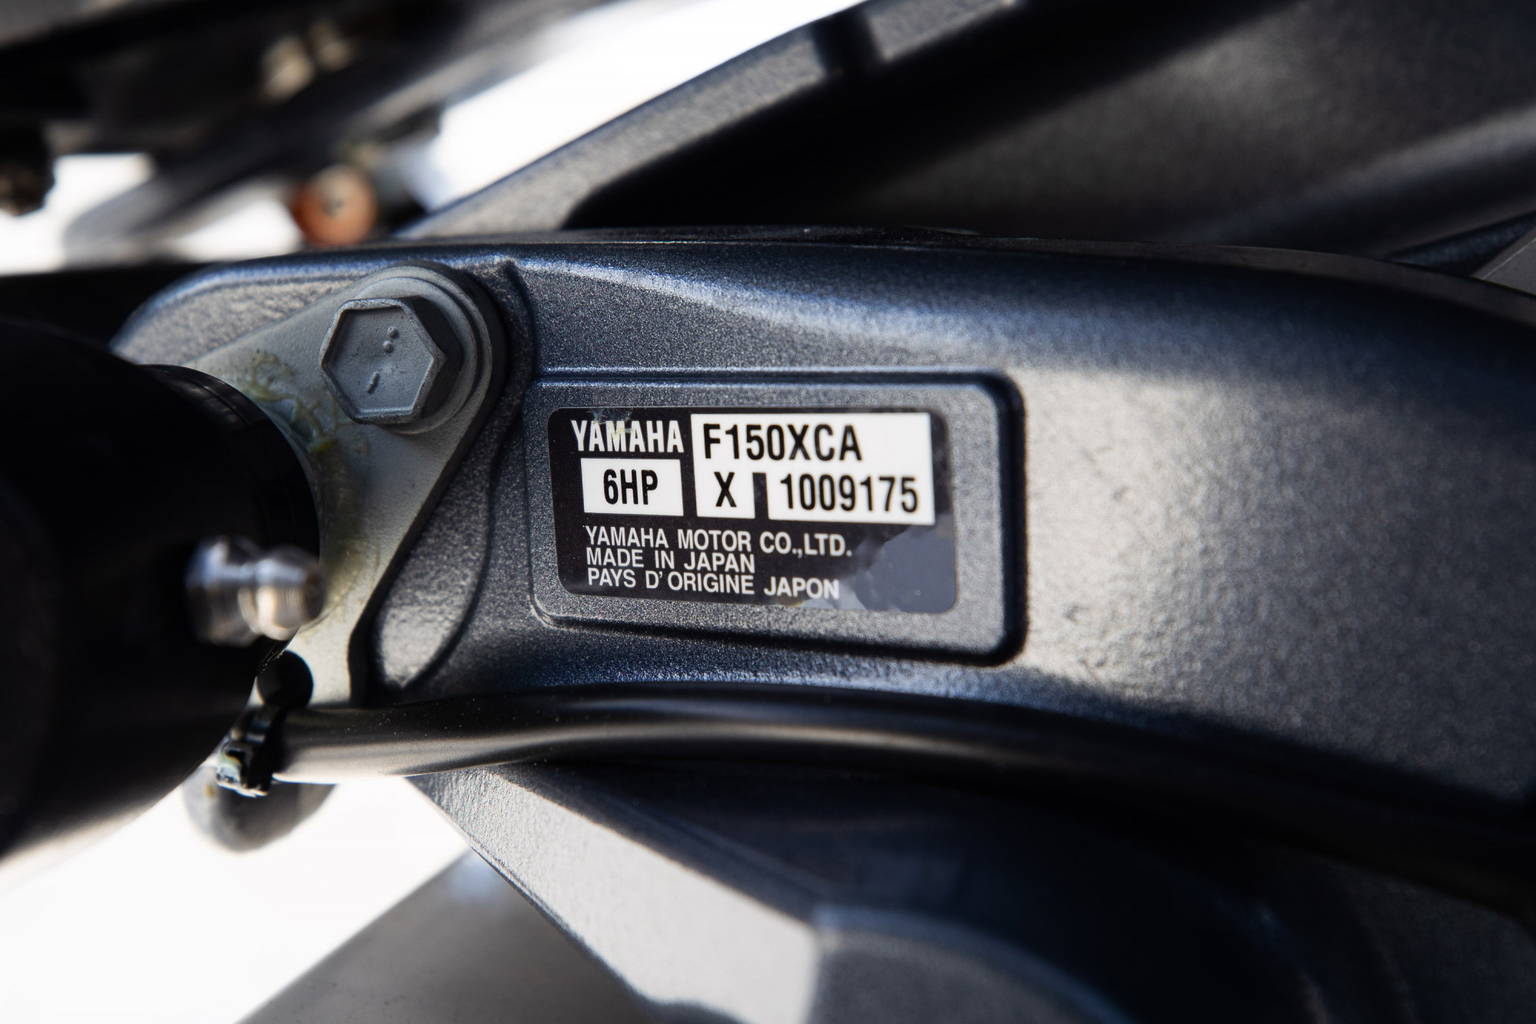 YAMAHA F150XCA
6HP X 1009175
YAMAHA MOTOR CO.,LTD.
MADE IN JAPAN
PAYS D'ORIGINE JAPON